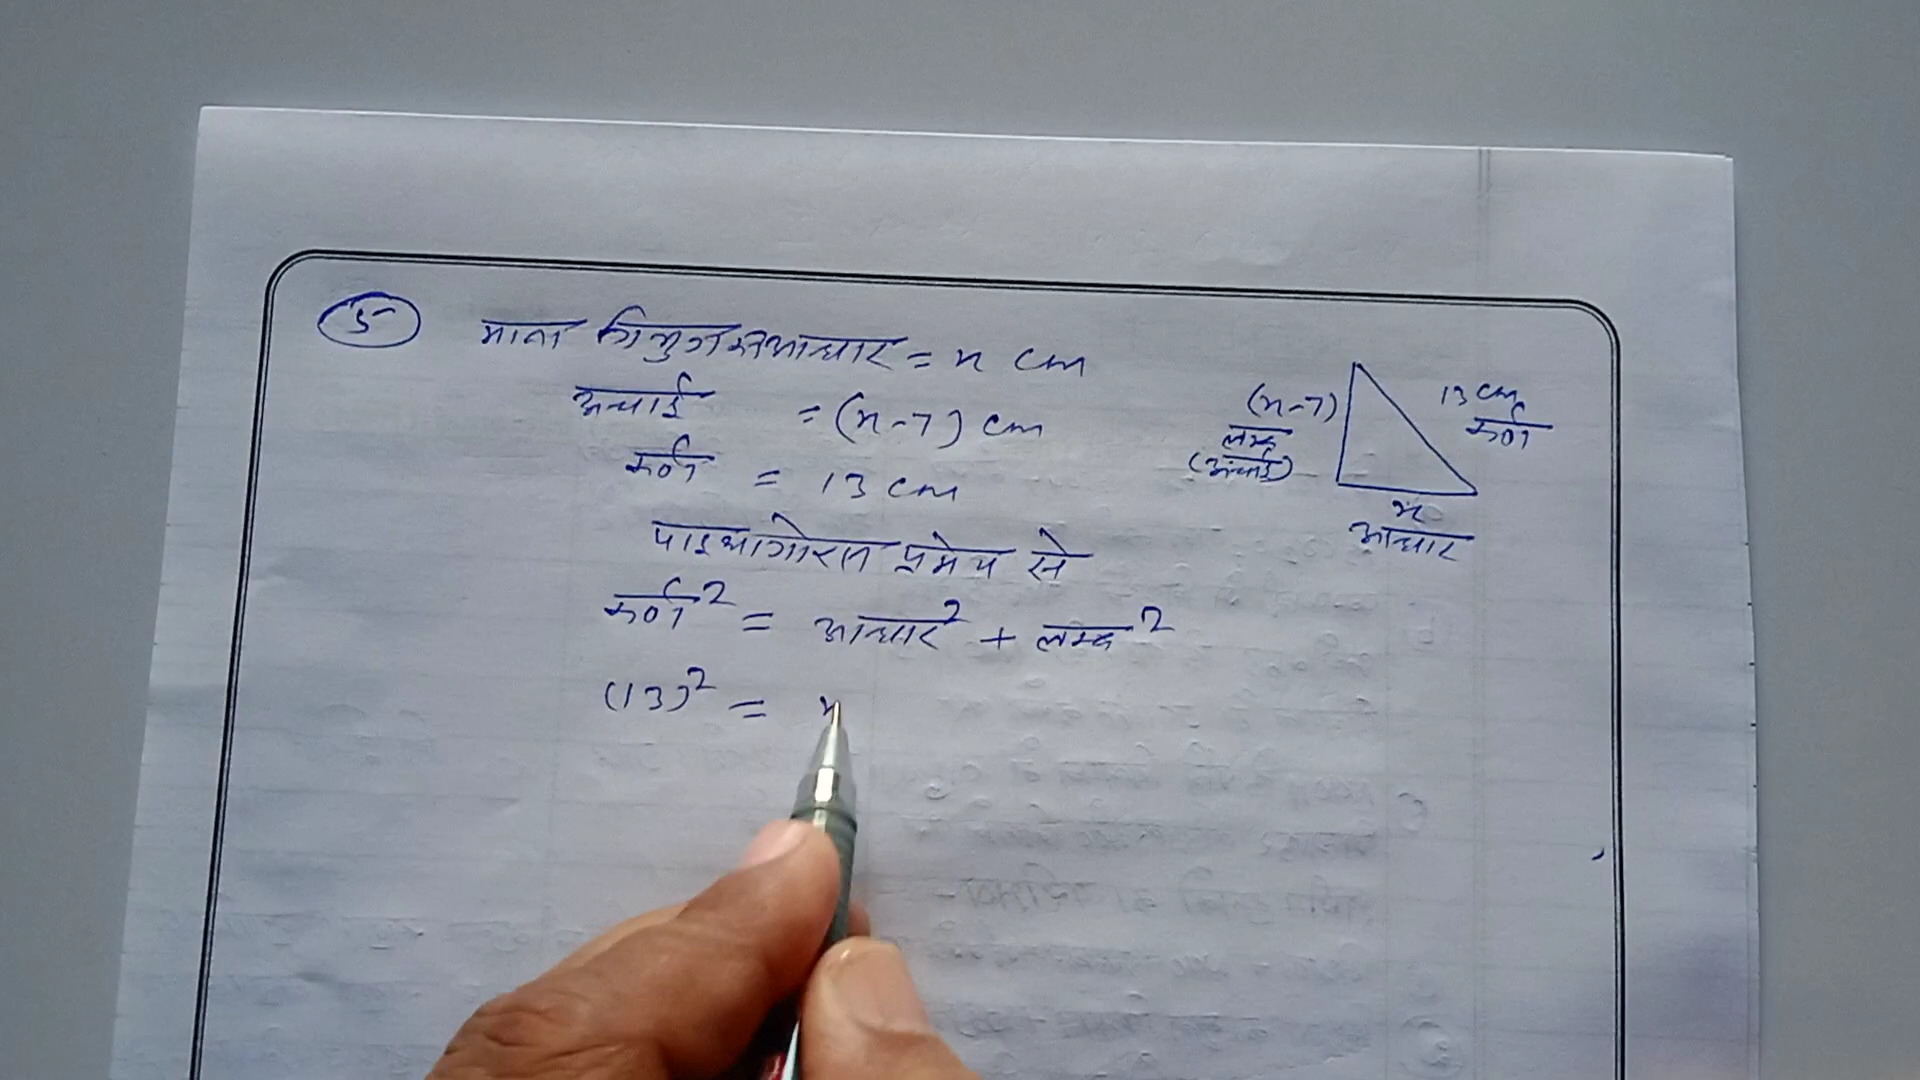 5
माना त्रिभुज का आधार = x cm
ऊंचाई = (x-7) cm
कर्ण = 13 cm
पाइथागोरस प्रमेय से
कर्ण² = आधार² + लम्ब²
(13)² = x
(x-7)
लम्ब
(ऊंचाई)
13 cm
कर्ण
x
आधार